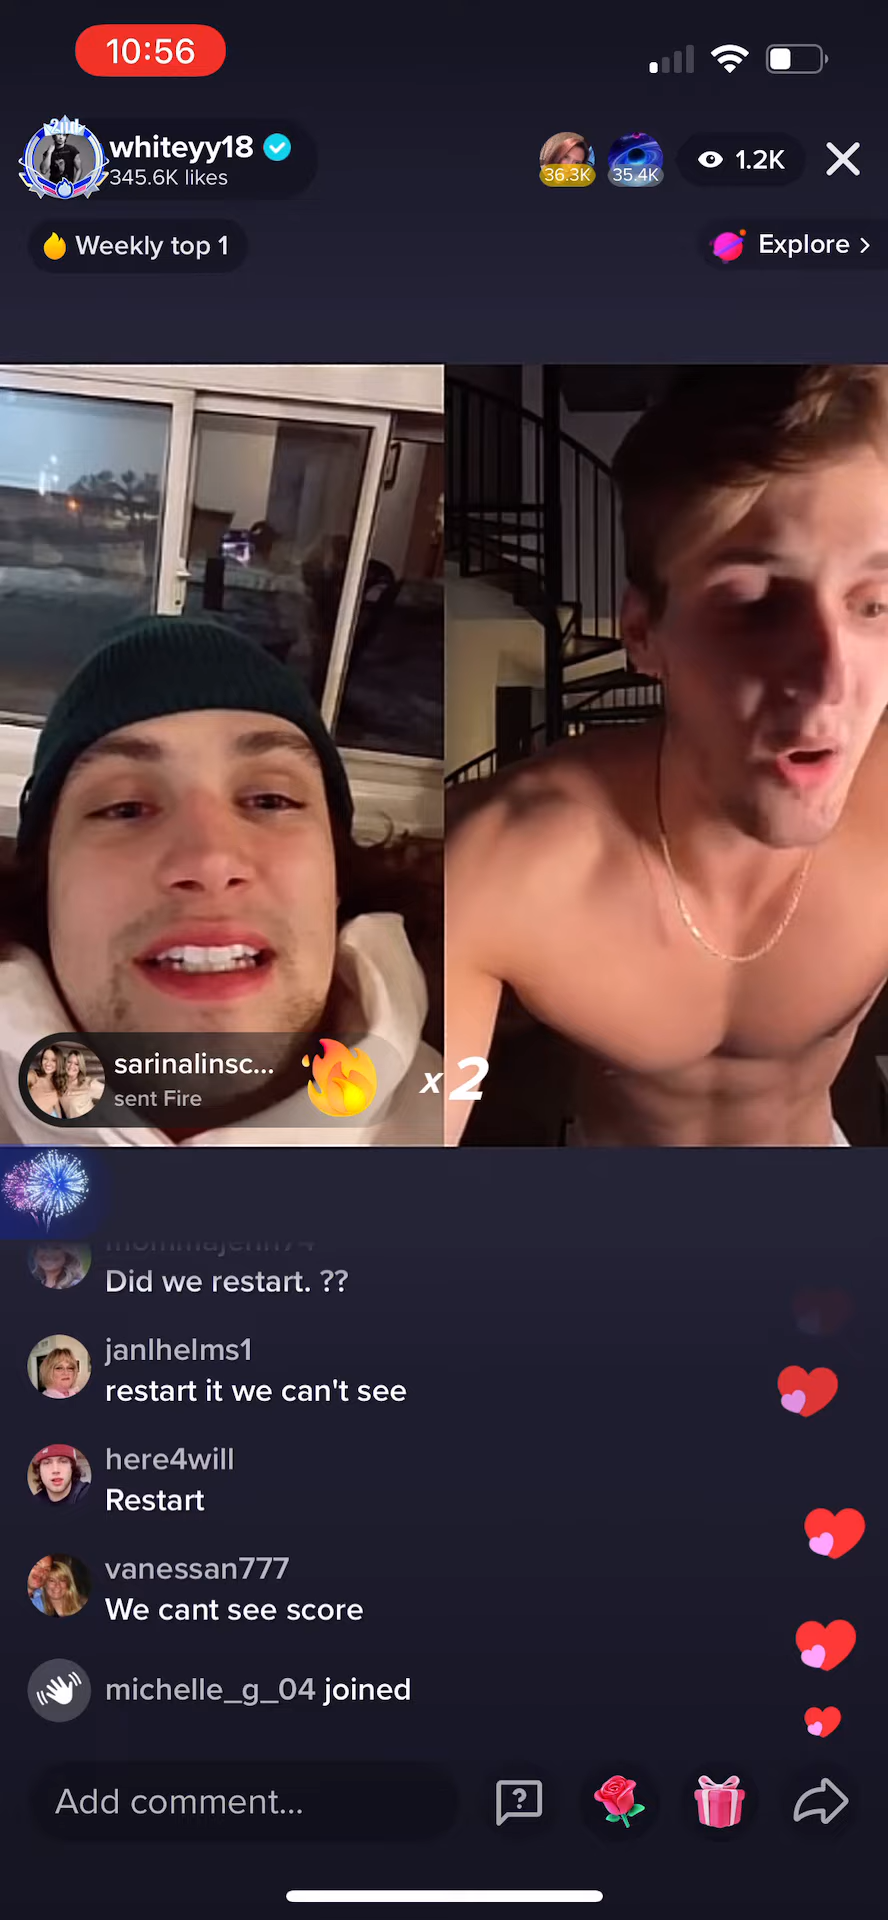 10:56
2nd
whiteyy18
345.6K likes
36.3K
35.4K
1.2K
Weekly top 1
Explore >
sarinalinsc...
sent Fire
x2
Did we restart. ??
janlhelms1
restart it we can't see
here4will
Restart
vanessan777
We cant see score
michelle_g_04 joined
Add comment...
?